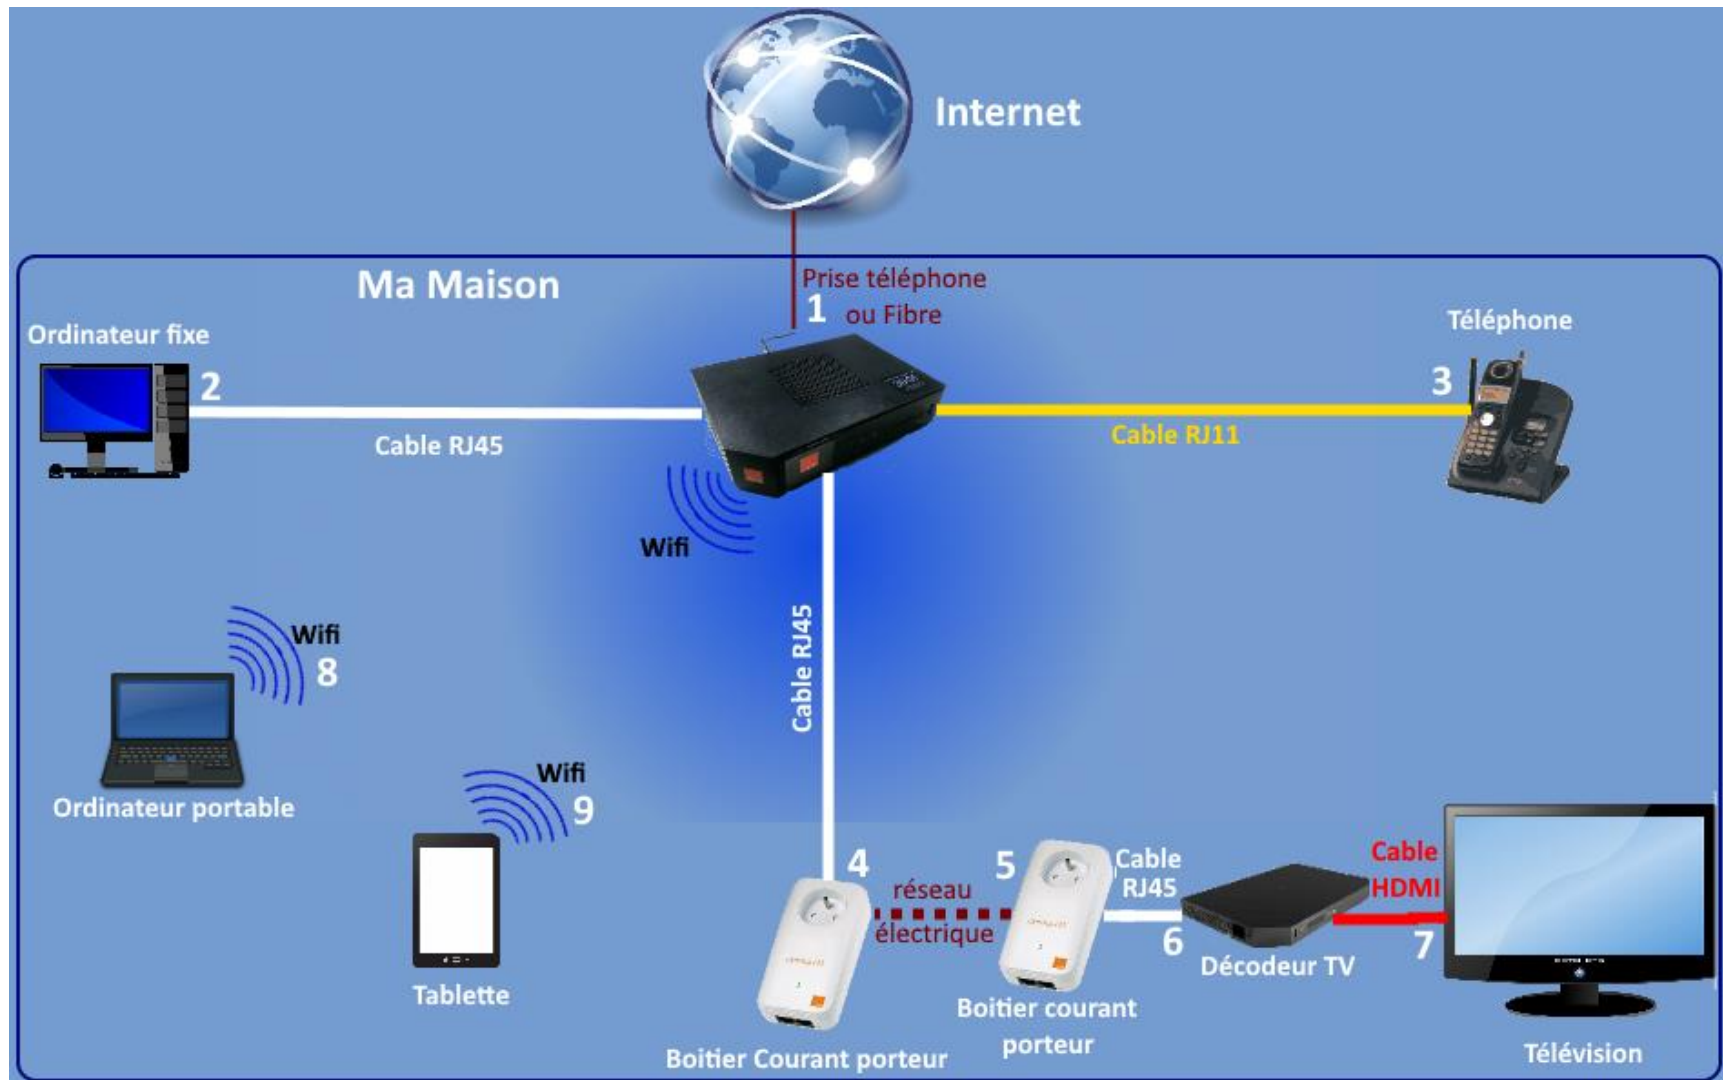 Internet
Ma Maison
Prise téléphone
1 ou Fibre
Ordinateur fixe
Téléphone
2
3
Cable RJ45
Cable RJ11
Wifi
Cable RJ45
Wifi
8
Ordinateur portable
Wifi
9
Tablette
4
réseau
électrique
5
Cable
RJ45
6
Cable
HDMI
7
Décodeur TV
Boitier Courant porteur
Boitier courant
porteur
Télévision